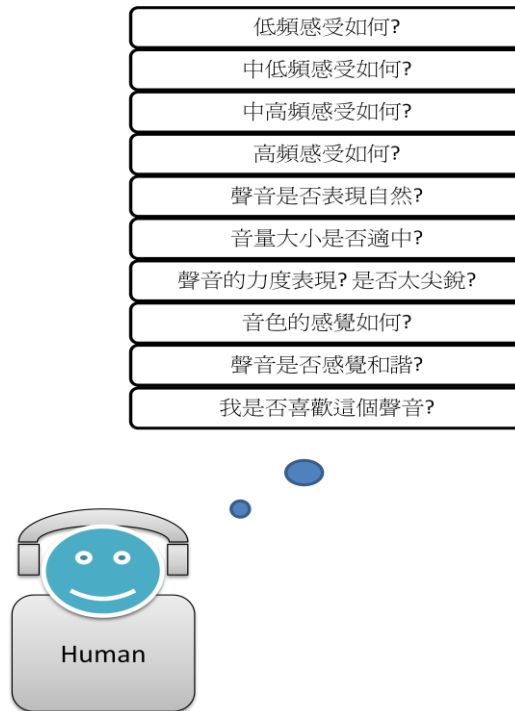 低頻感受如何?
中低頻感受如何?
中高頻感受如何?
高頻感受如何?
聲音是否表現自然?
音量大小是否適中?
聲音的力度表現? 是否太尖銳?
音色的感覺如何?
聲音是否感覺和諧?
我是否喜歡這個聲音?
Human